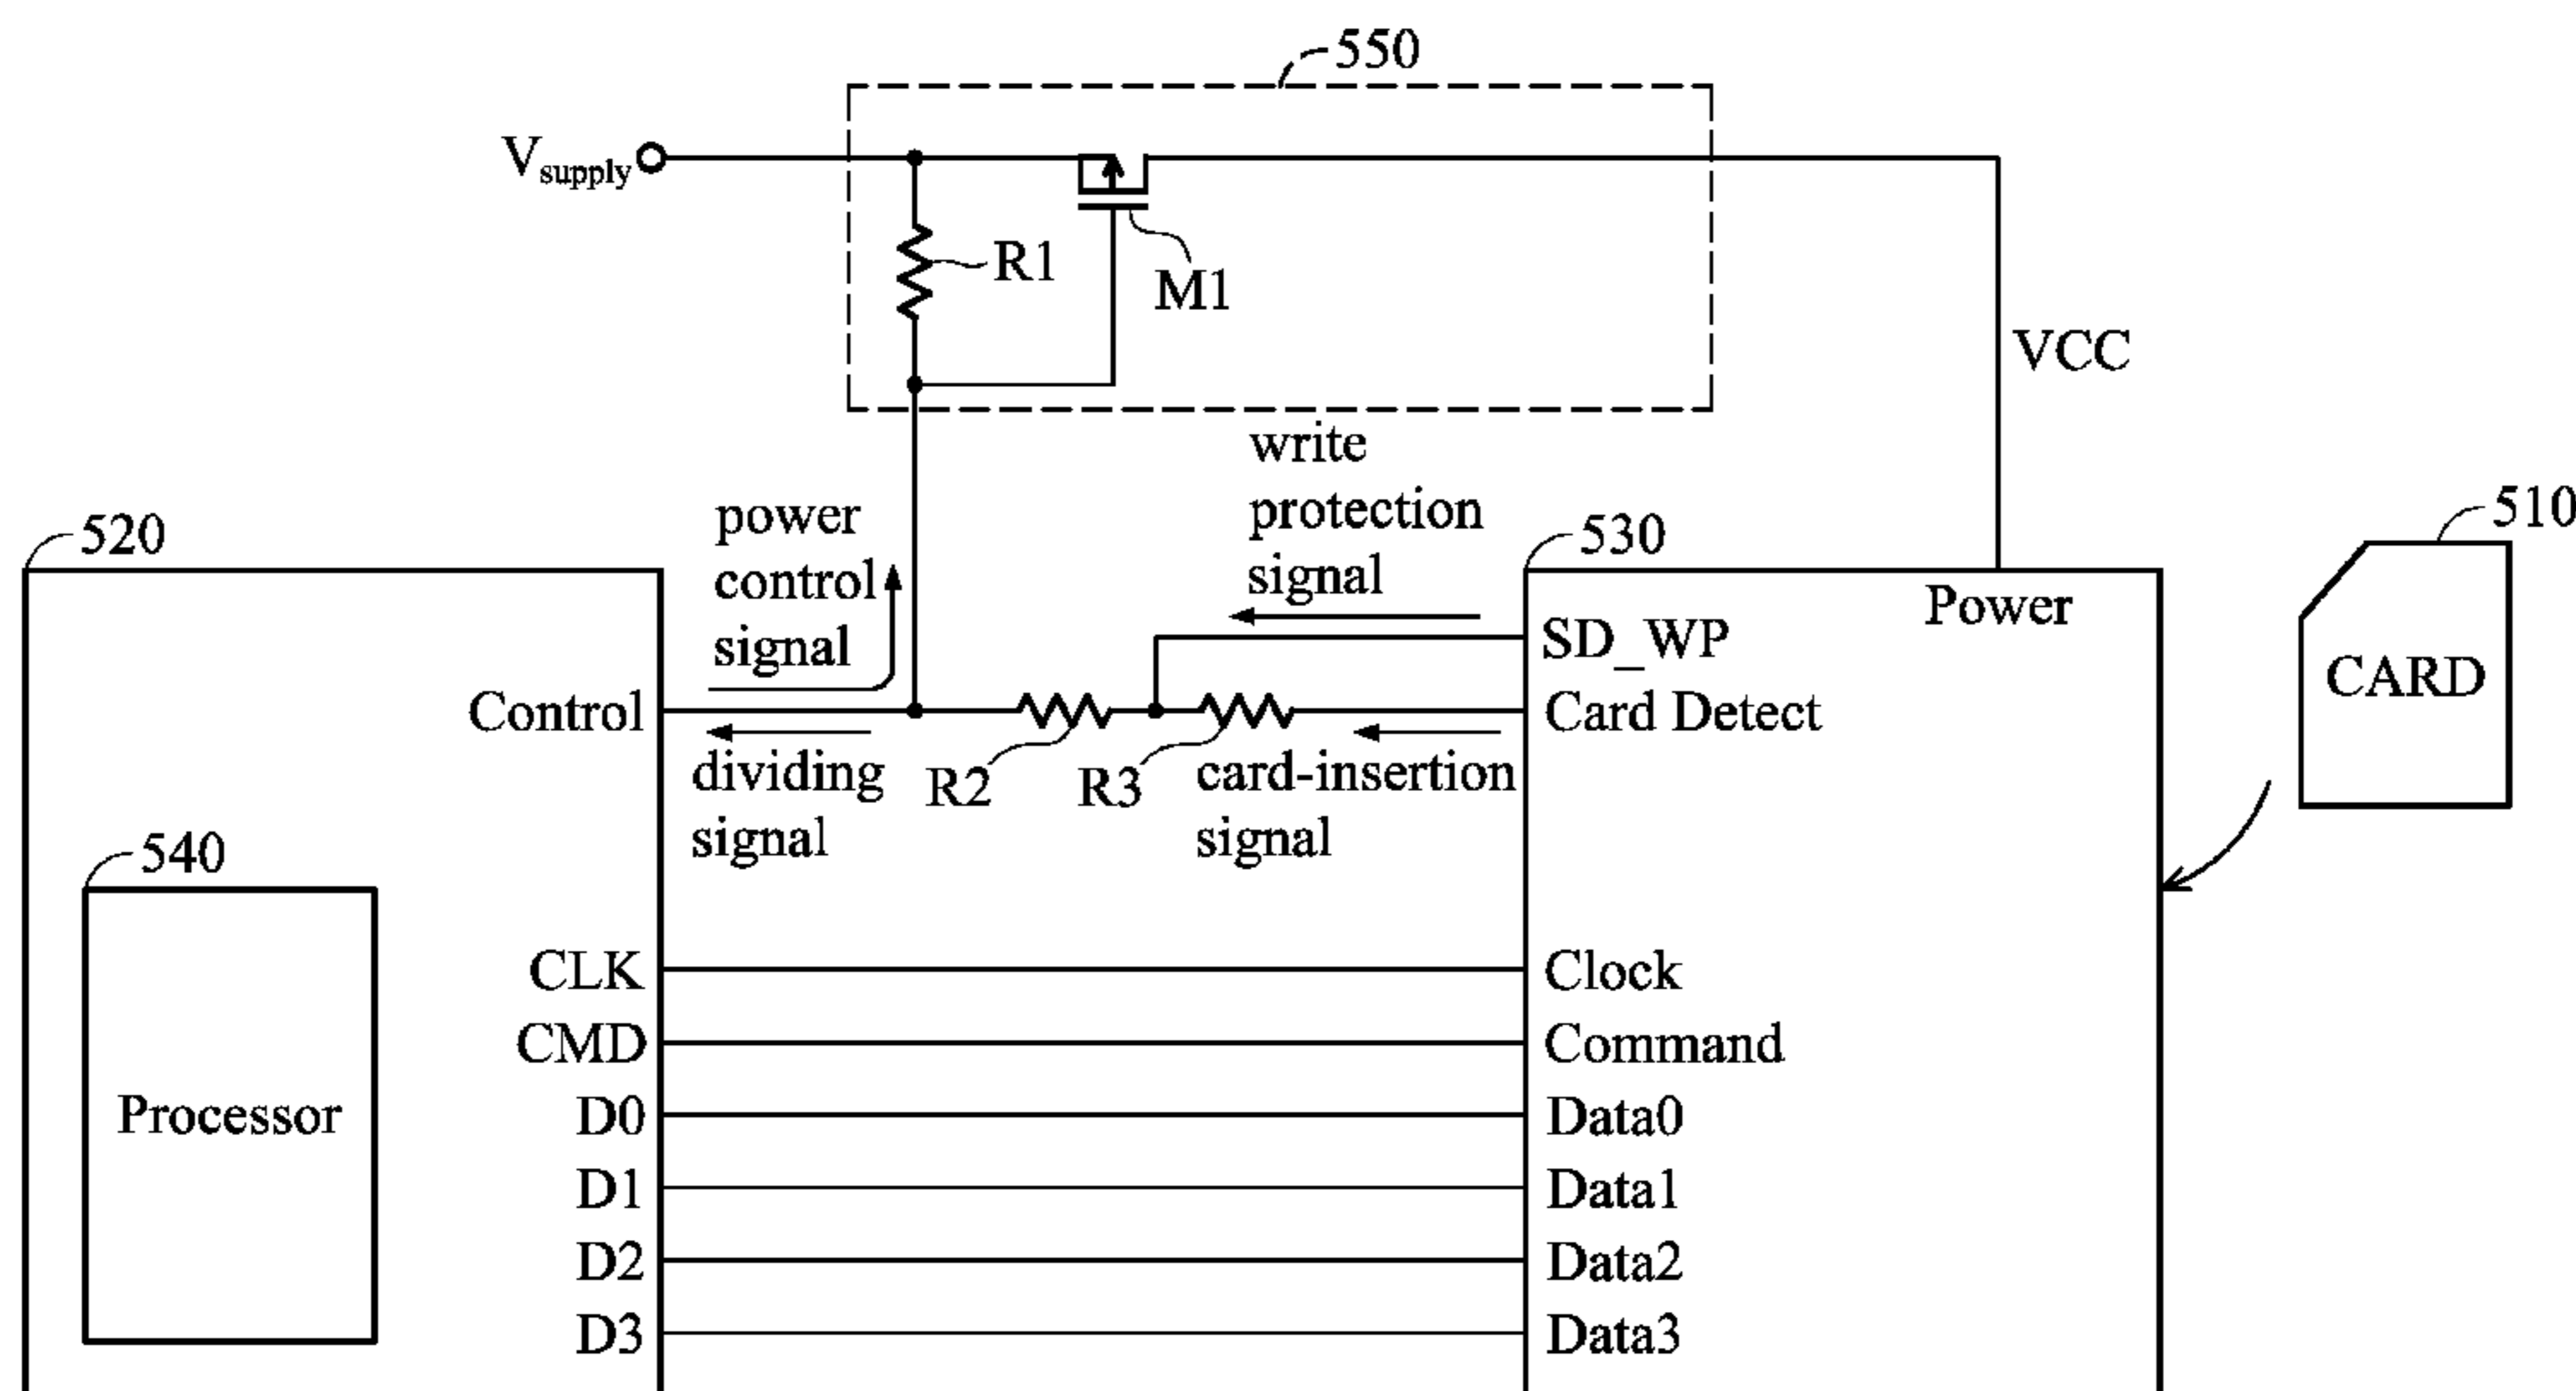 550
Vsupply
R1
M1
VCC
write
protection
signal
power
control
signal
520
530
510
Power
SD_WP
CARD
Control
Card Detect
dividing
signal
R2
R3
card-insertion
signal
540
Processor
CLK
Clock
CMD
Command
D0
Data0
D1
Data1
D2
Data2
D3
Data3